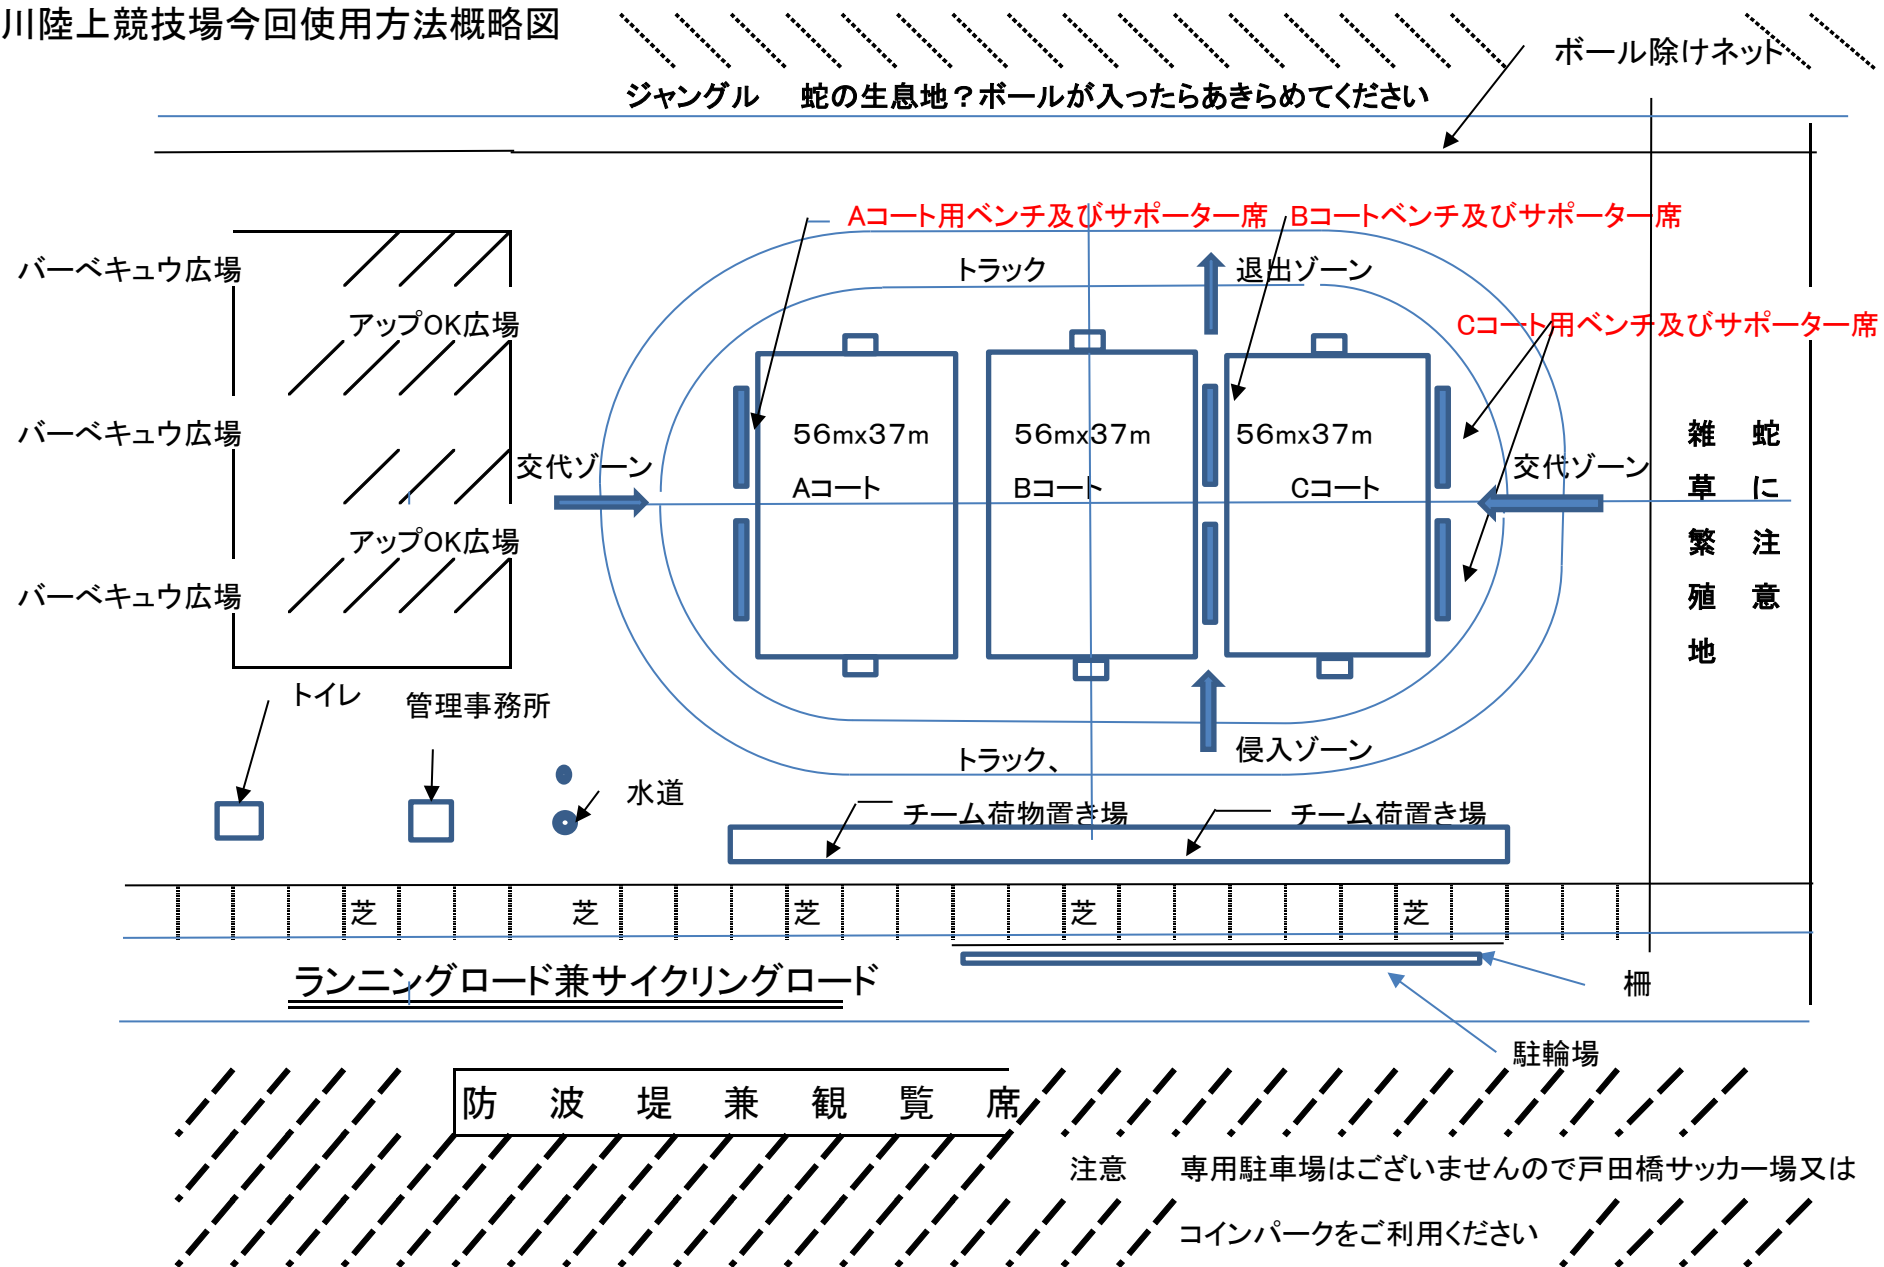 川陸上競技場今回使用方法概略図
ボール除けネット
ジャングル　蛇の生息地？ボールが入ったらあきらめてください
Aコート用ベンチ及びサポーター席
Bコートベンチ及びサポーター席
バーベキュウ広場
トラック
退出ゾーン
アップOK広場
Cコート用ベンチ及びサポーター席
バーベキュウ広場
56mx37m
56mx37m
56mx37m
交代ゾーン
交代ゾーン
Aコート
Bコート
Cコート
雑草繁殖地
蛇に注意
アップOK広場
バーベキュウ広場
トイレ
管理事務所
トラック、
侵入ゾーン
水道
チーム荷物置き場
チーム荷置き場
芝
芝
芝
芝
芝
ランニングロード兼サイクリングロード
柵
駐輪場
防波堤兼観覧席
注意　専用駐車場はございませんので戸田橋サッカー場又は
コインパークをご利用ください